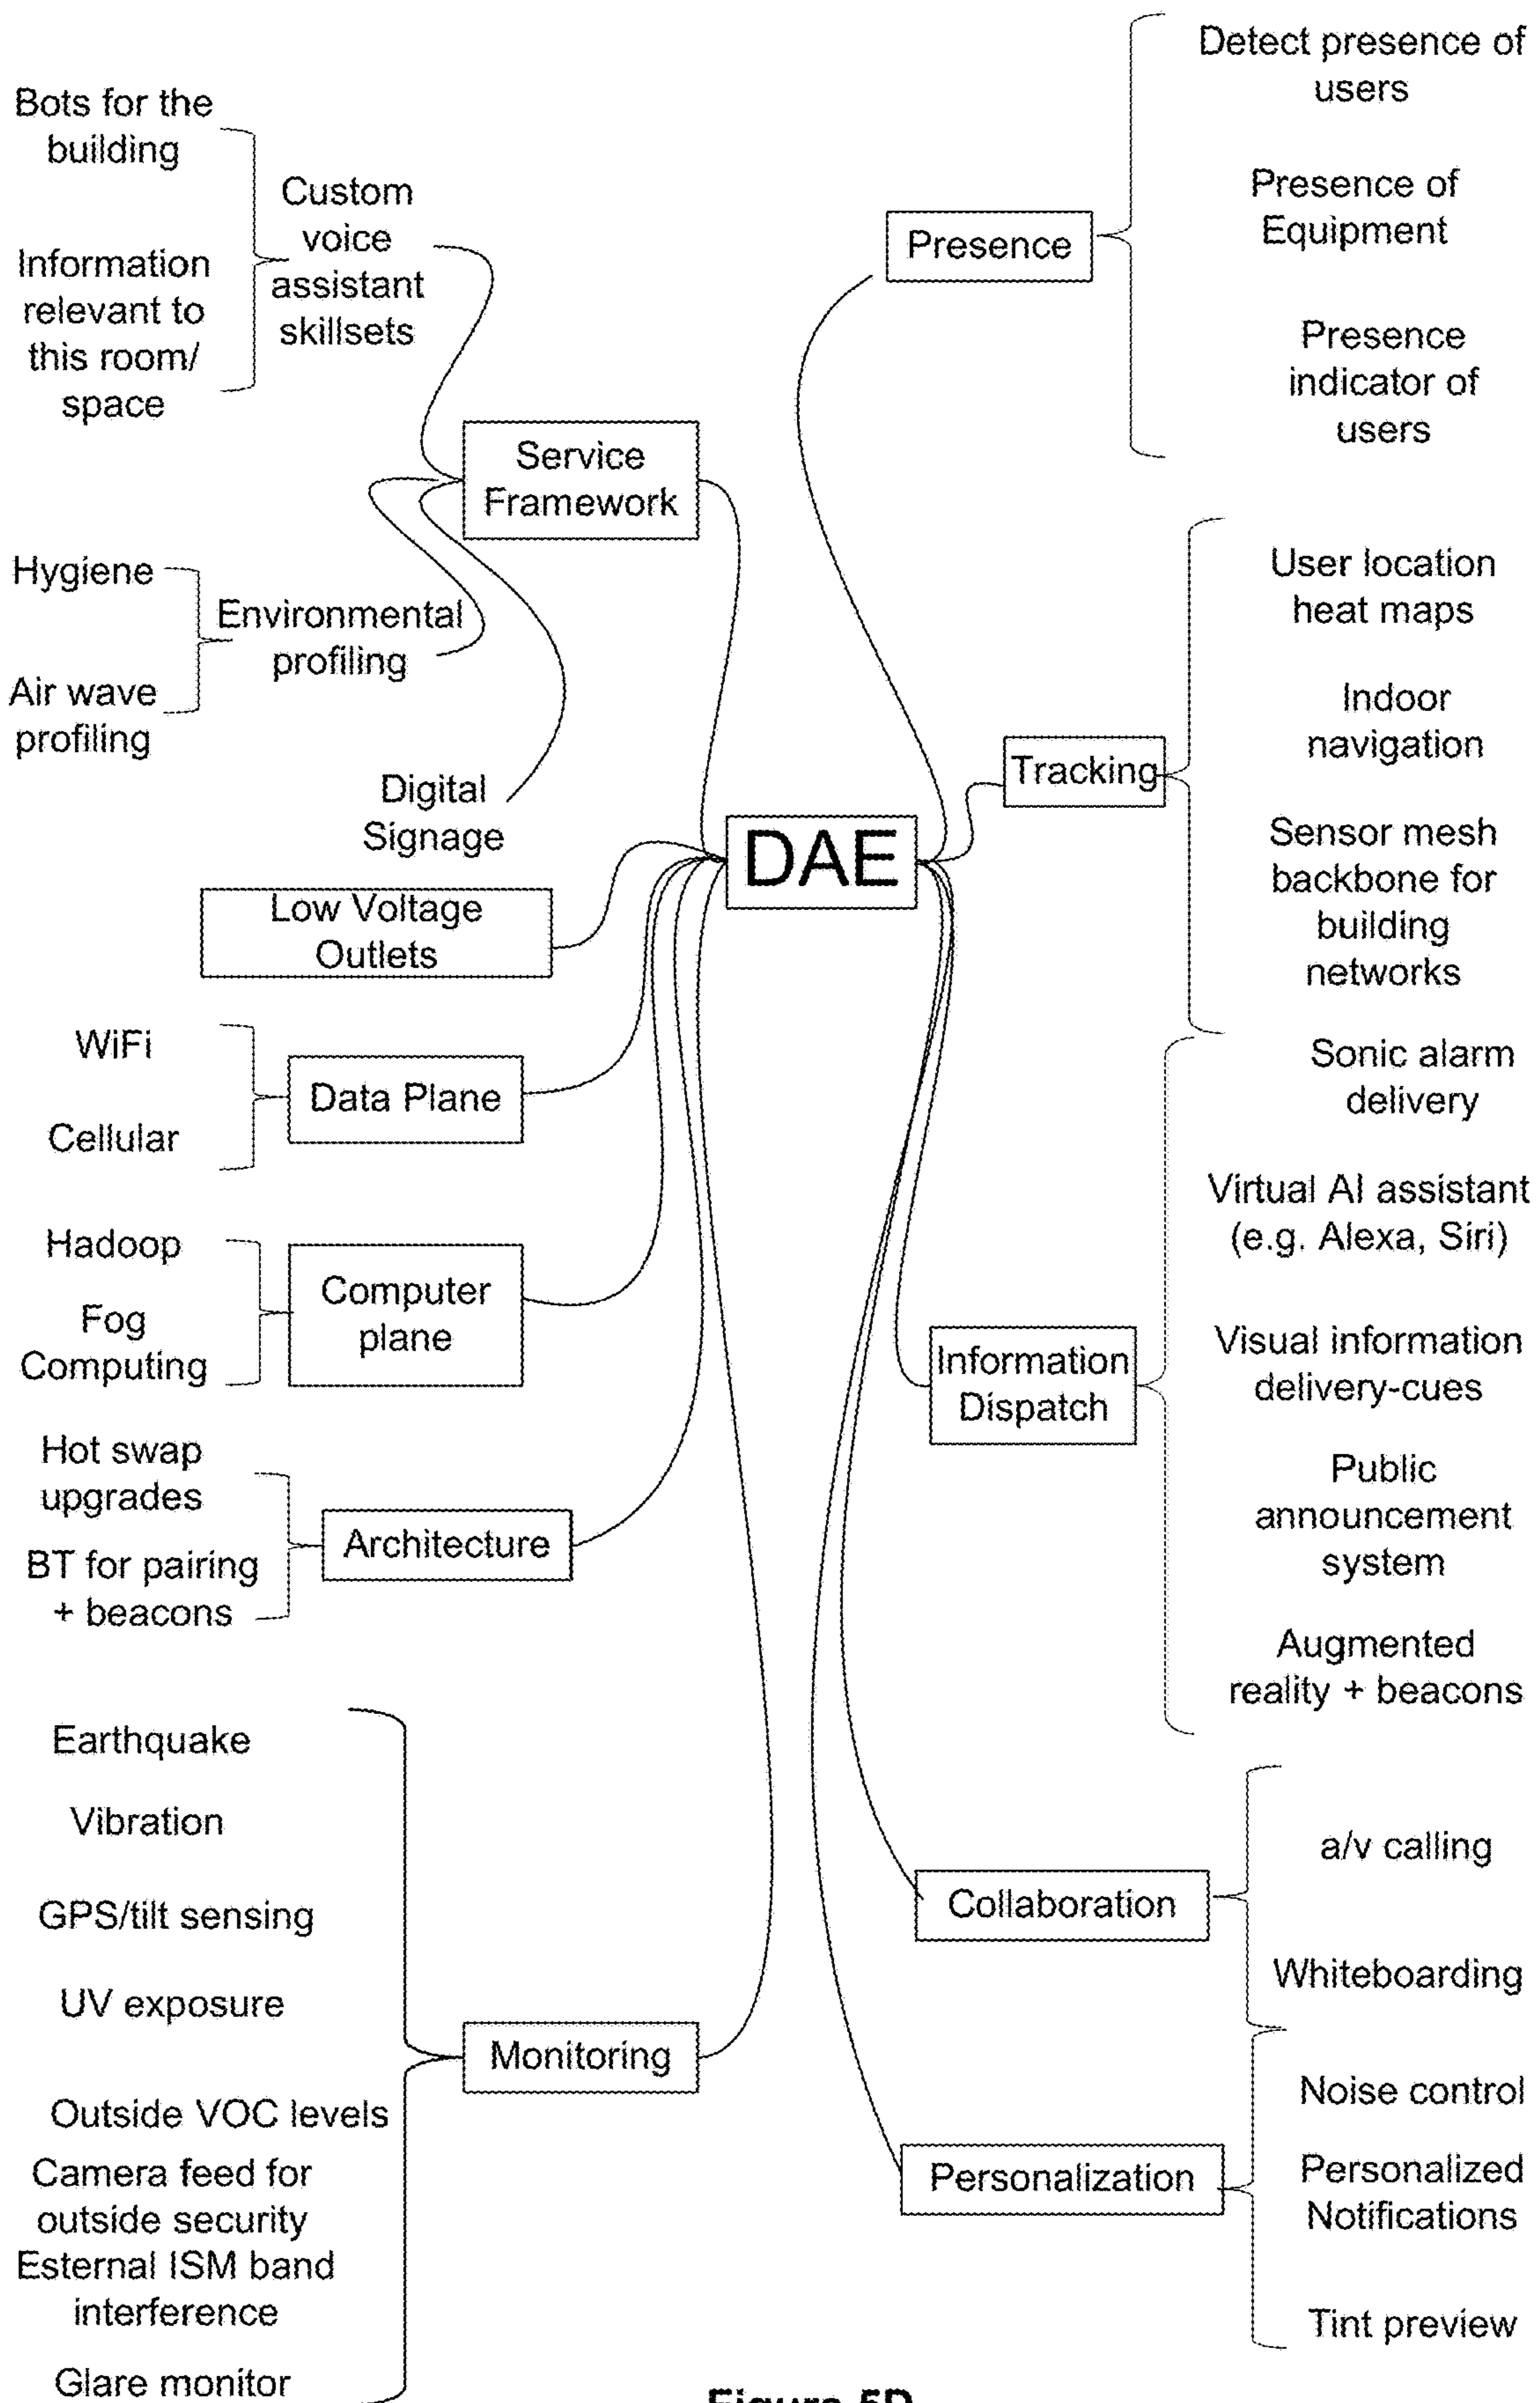 Bots for the
building
Information
relevant to
this room/
space
Custom
voice
assistant
skillsets
Service
Framework
Hygiene
Air wave
profiling
Environmental
profiling
Digital
Signage
Low Voltage
Outlets
WiFi
Cellular
Data Plane
Hadoop
Fog
Computing
Computer
plane
Hot swap
upgrades
BT for pairing
+ beacons
Architecture
Earthquake
Vibration
GPS/tilt sensing
UV exposure
Outside VOC levels
Camera feed for
outside security
Esternal ISM band
interference
Glare monitor
Monitoring
DAE
Presence
Detect presence of
users
Presence of
Equipment
Presence
indicator of
users
Tracking
User location
heat maps
Indoor
navigation
Sensor mesh
backbone for
building
networks
Information
Dispatch
Sonic alarm
delivery
Virtual AI assistant
(e.g. Alexa, Siri)
Visual information
delivery-cues
Public
announcement
system
Augmented
reality + beacons
Collaboration
a/v calling
Whiteboarding
Personalization
Noise control
Personalized
Notifications
Tint preview
Figure 5D